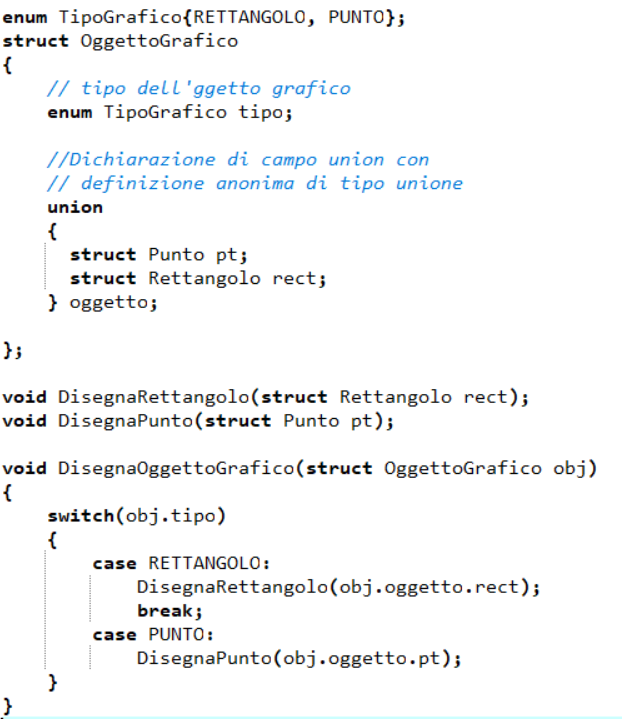 enum TipoGrafico{RETTANGOLO, PUNTO};
struct OggettoGrafico
{
// tipo dell'ggetto grafico
enum TipoGrafico tipo;
//Dichiarazione di campo union con
// definizione anonima di tipo unione
union
{
struct Punto pt;
struct Rettangolo rect;
} oggetto;
};
void DisegnaRettangolo(struct Rettangolo rect);
void DisegnaPunto(struct Punto pt);
void DisegnaOggettoGrafico(struct OggettoGrafico obj)
{
switch(obj.tipo)
{
case RETTANGOLO:
DisegnaRettangolo(obj.oggetto.rect);
break;
case PUNTO:
DisegnaPunto(obj.oggetto.pt);
}
}